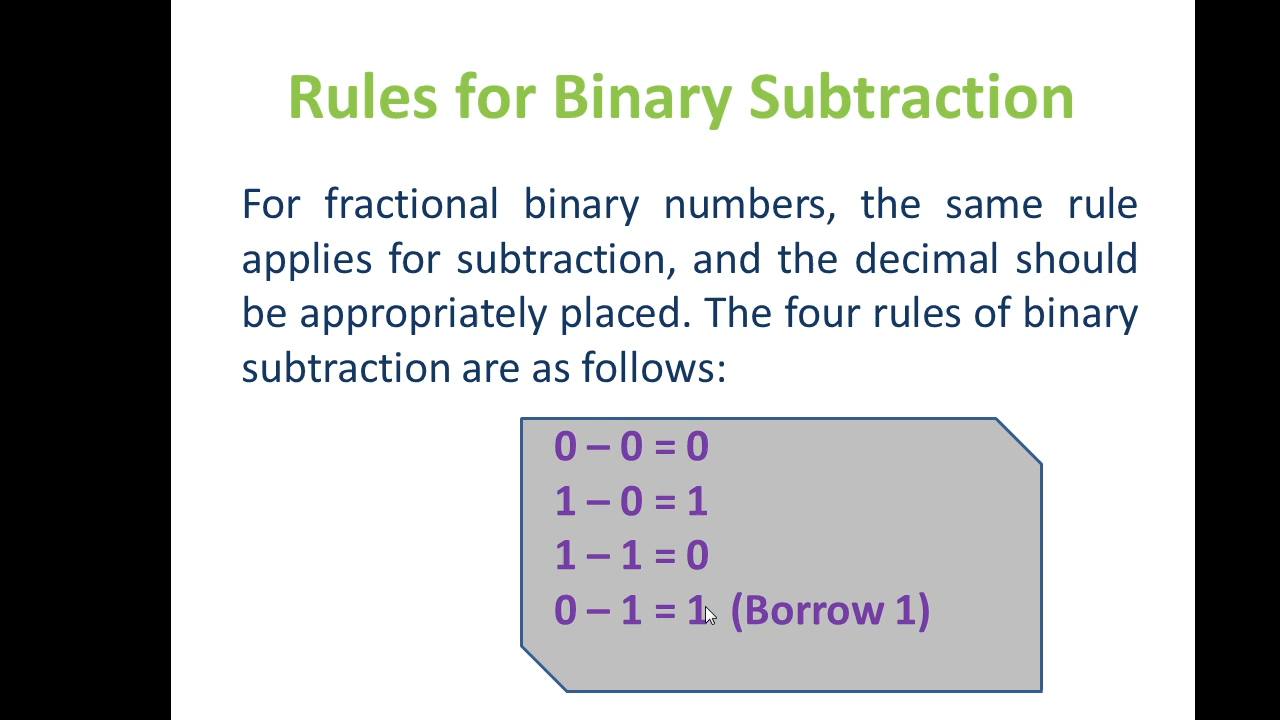 Rules for Binary Subtraction
For fractional binary numbers, the same rule
applies for subtraction, and the decimal should
be appropriately placed. The four rules of binary
subtraction are as follows:
0 – 0 = 0
1 – 0 = 1
1 – 1 = 0
0 – 1 = 1 (Borrow 1)